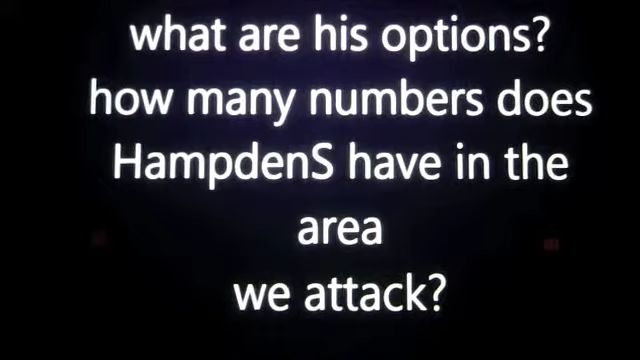 what are his options?
how many numbers does
HampdenS have in the
area
we attack?